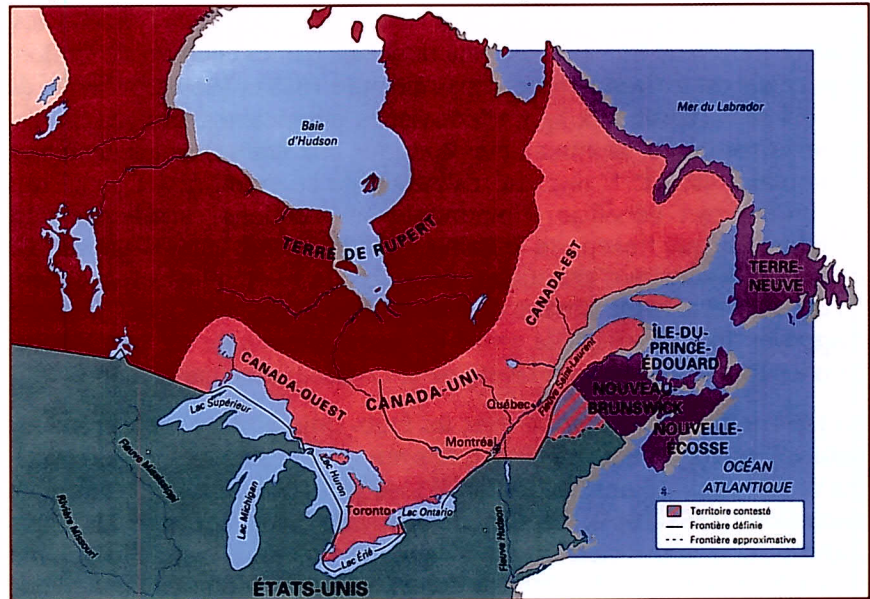 Mer du Labrador
Baie
d'Hudson
TERRE DE RUPERT
TERRE-
NEUVE
CANADA-EST
CANADA-OUEST
CANADA-UNI
ÎLE-DU-
PRINCE-
ÉDOUARD
Fleuve Saint-Laurent
Québec
NOUVEAU
BRUNSWICK
Lac Supérieur
Montréal
NOUVELLE-
ÉCOSSE
Fleuve Mississippi
Lac Huron
OCÉAN
ATLANTIQUE
Rivière Missouri
Lac Michigan
Toronto
Lac Ontario
Fleuve Hudson
Lac Érié
ÉTATS-UNIS
Territoire contesté
Frontière définie
Frontière approximative